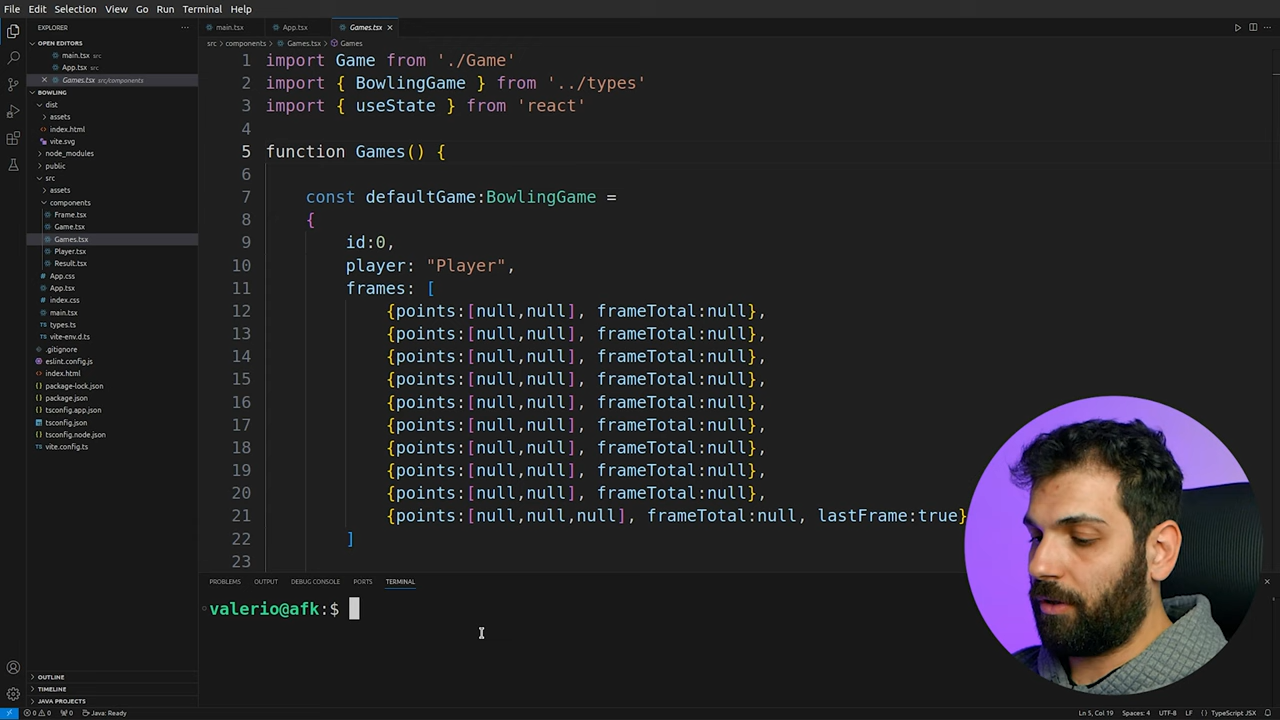 File Edit Selection View Go Run Terminal Help
EXPLORER
OPEN EDITORS
main.tsx src
App.tsx src
Games.tsx src/components
BOWLING
dist
assets
index.html
vite.svg
node_modules
public
src
assets
components
Frame.tsx
Game.tsx
Games.tsx
Player.tsx
Result.tsx
App.css
App.tsx
index.css
main.tsx
types.ts
vite-env.d.ts
.gitignore
eslint.config.js
index.html
package-lock.json
package.json
tsconfig.app.json
tsconfig.json
tsconfig.node.json
vite.config.ts
OUTLINE
TIMELINE
JAVA PROJECTS
main.tsx App.tsx Games.tsx
src > components > Games.tsx > Games
1 import Game from './Game'
2 import { BowlingGame } from '../types'
3 import { useState } from 'react'
4
5 function Games() {
6
7 const defaultGame:BowlingGame =
8 {
9 id:0,
10 player: "Player",
11 frames: [
12 {points:[null,null], frameTotal:null},
13 {points:[null,null], frameTotal:null},
14 {points:[null,null], frameTotal:null},
15 {points:[null,null], frameTotal:null},
16 {points:[null,null], frameTotal:null},
17 {points:[null,null], frameTotal:null},
18 {points:[null,null], frameTotal:null},
19 {points:[null,null], frameTotal:null},
20 {points:[null,null], frameTotal:null},
21 {points:[null,null,null], frameTotal:null, lastFrame:true}
22 ]
23
PROBLEMS OUTPUT DEBUG CONSOLE PORTS TERMINAL
valerio@afk:$
0 0 0 Java: Ready
Ln 5, Col 19 Spaces: 4 UTF-8 LF TypeScript JSX